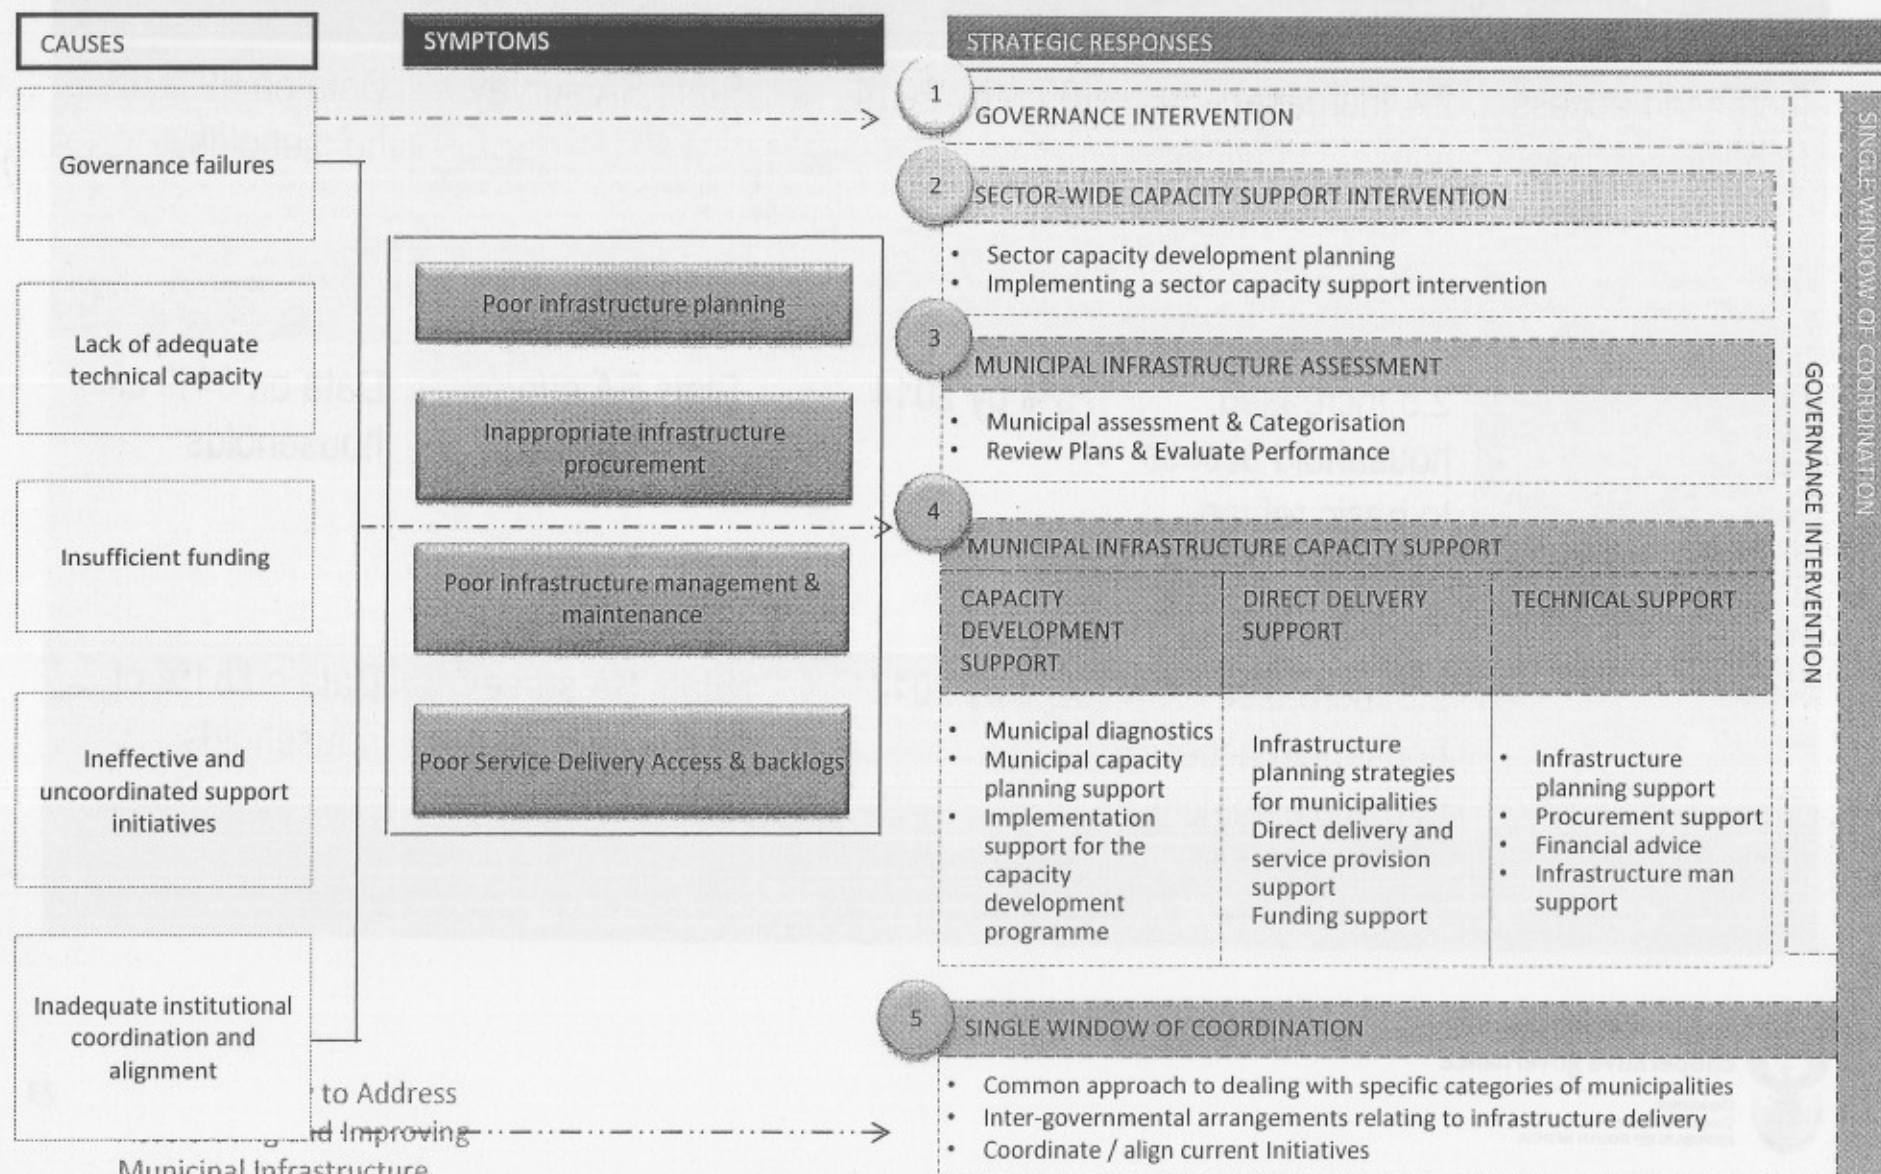 CAUSES
Governance failures
Lack of adequate
technical capacity
Insufficient funding
Ineffective and
uncoordinated support
initiatives
Inadequate institutional
coordination and
alignment
to Address
Improving
Municipal Infrastructure
SYMPTOMS
Poor infrastructure planning
Inappropriate infrastructure
procurement
Poor infrastructure management &
maintenance
Poor Service Delivery Access & backlogs
STRATEGIC RESPONSES
1
GOVERNANCE INTERVENTION
2
SECTOR-WIDE CAPACITY SUPPORT INTERVENTION
• Sector capacity development planning
• Implementing a sector capacity support intervention
3
MUNICIPAL INFRASTRUCTURE ASSESSMENT
• Municipal assessment & Categorisation
• Review Plans & Evaluate Performance
4
MUNICIPAL INFRASTRUCTURE CAPACITY SUPPORT
CAPACITY
DEVELOPMENT
SUPPORT
• Municipal diagnostics
• Municipal capacity
planning support
• Implementation
support for the
capacity
development
programme
DIRECT DELIVERY
SUPPORT
Infrastructure
planning strategies
for municipalities
Direct delivery and
service provision
support
Funding support
TECHNICAL SUPPORT
• Infrastructure
planning support
• Procurement support
• Financial advice
• Infrastructure man
support
5
SINGLE WINDOW OF COORDINATION
• Common approach to dealing with specific categories of municipalities
• Inter-governmental arrangements relating to infrastructure delivery
• Coordinate / align current Initiatives
GOVERNANCE INTERVENTION
SINGLE WINDOW OF COORDINATION